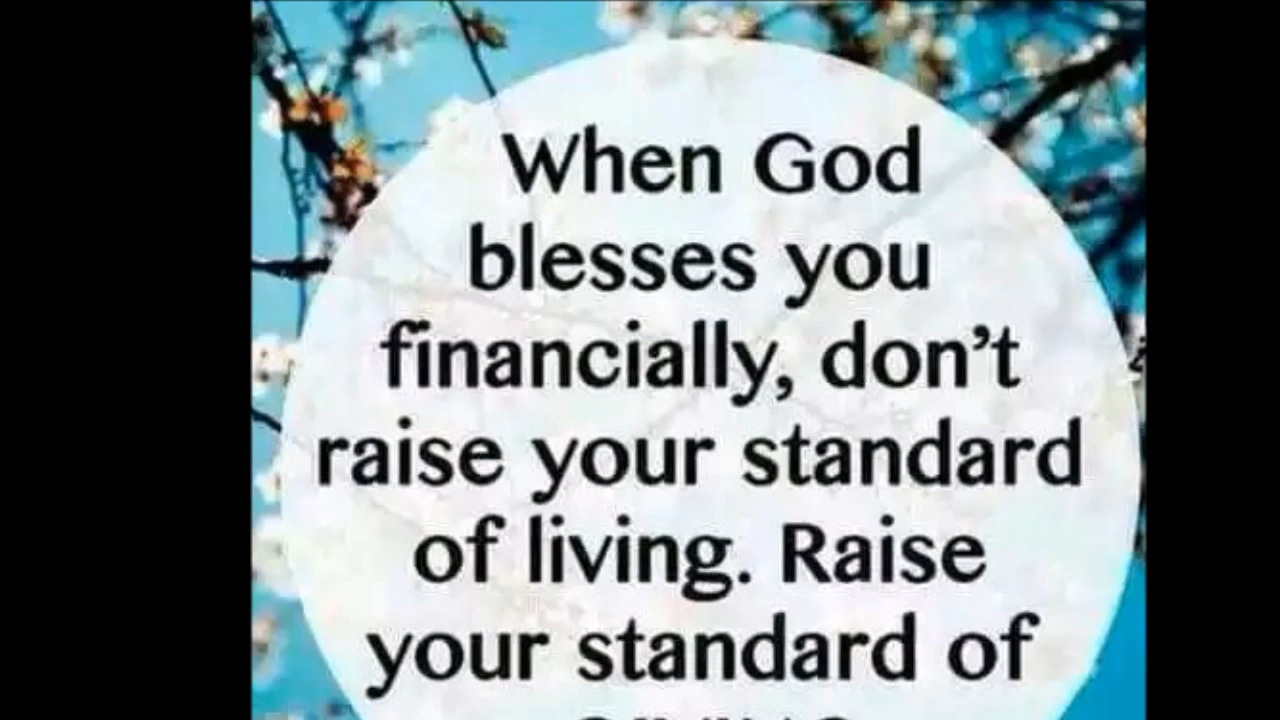 When God
blesses you
financially, don't
raise your standard
of living. Raise
your standard of